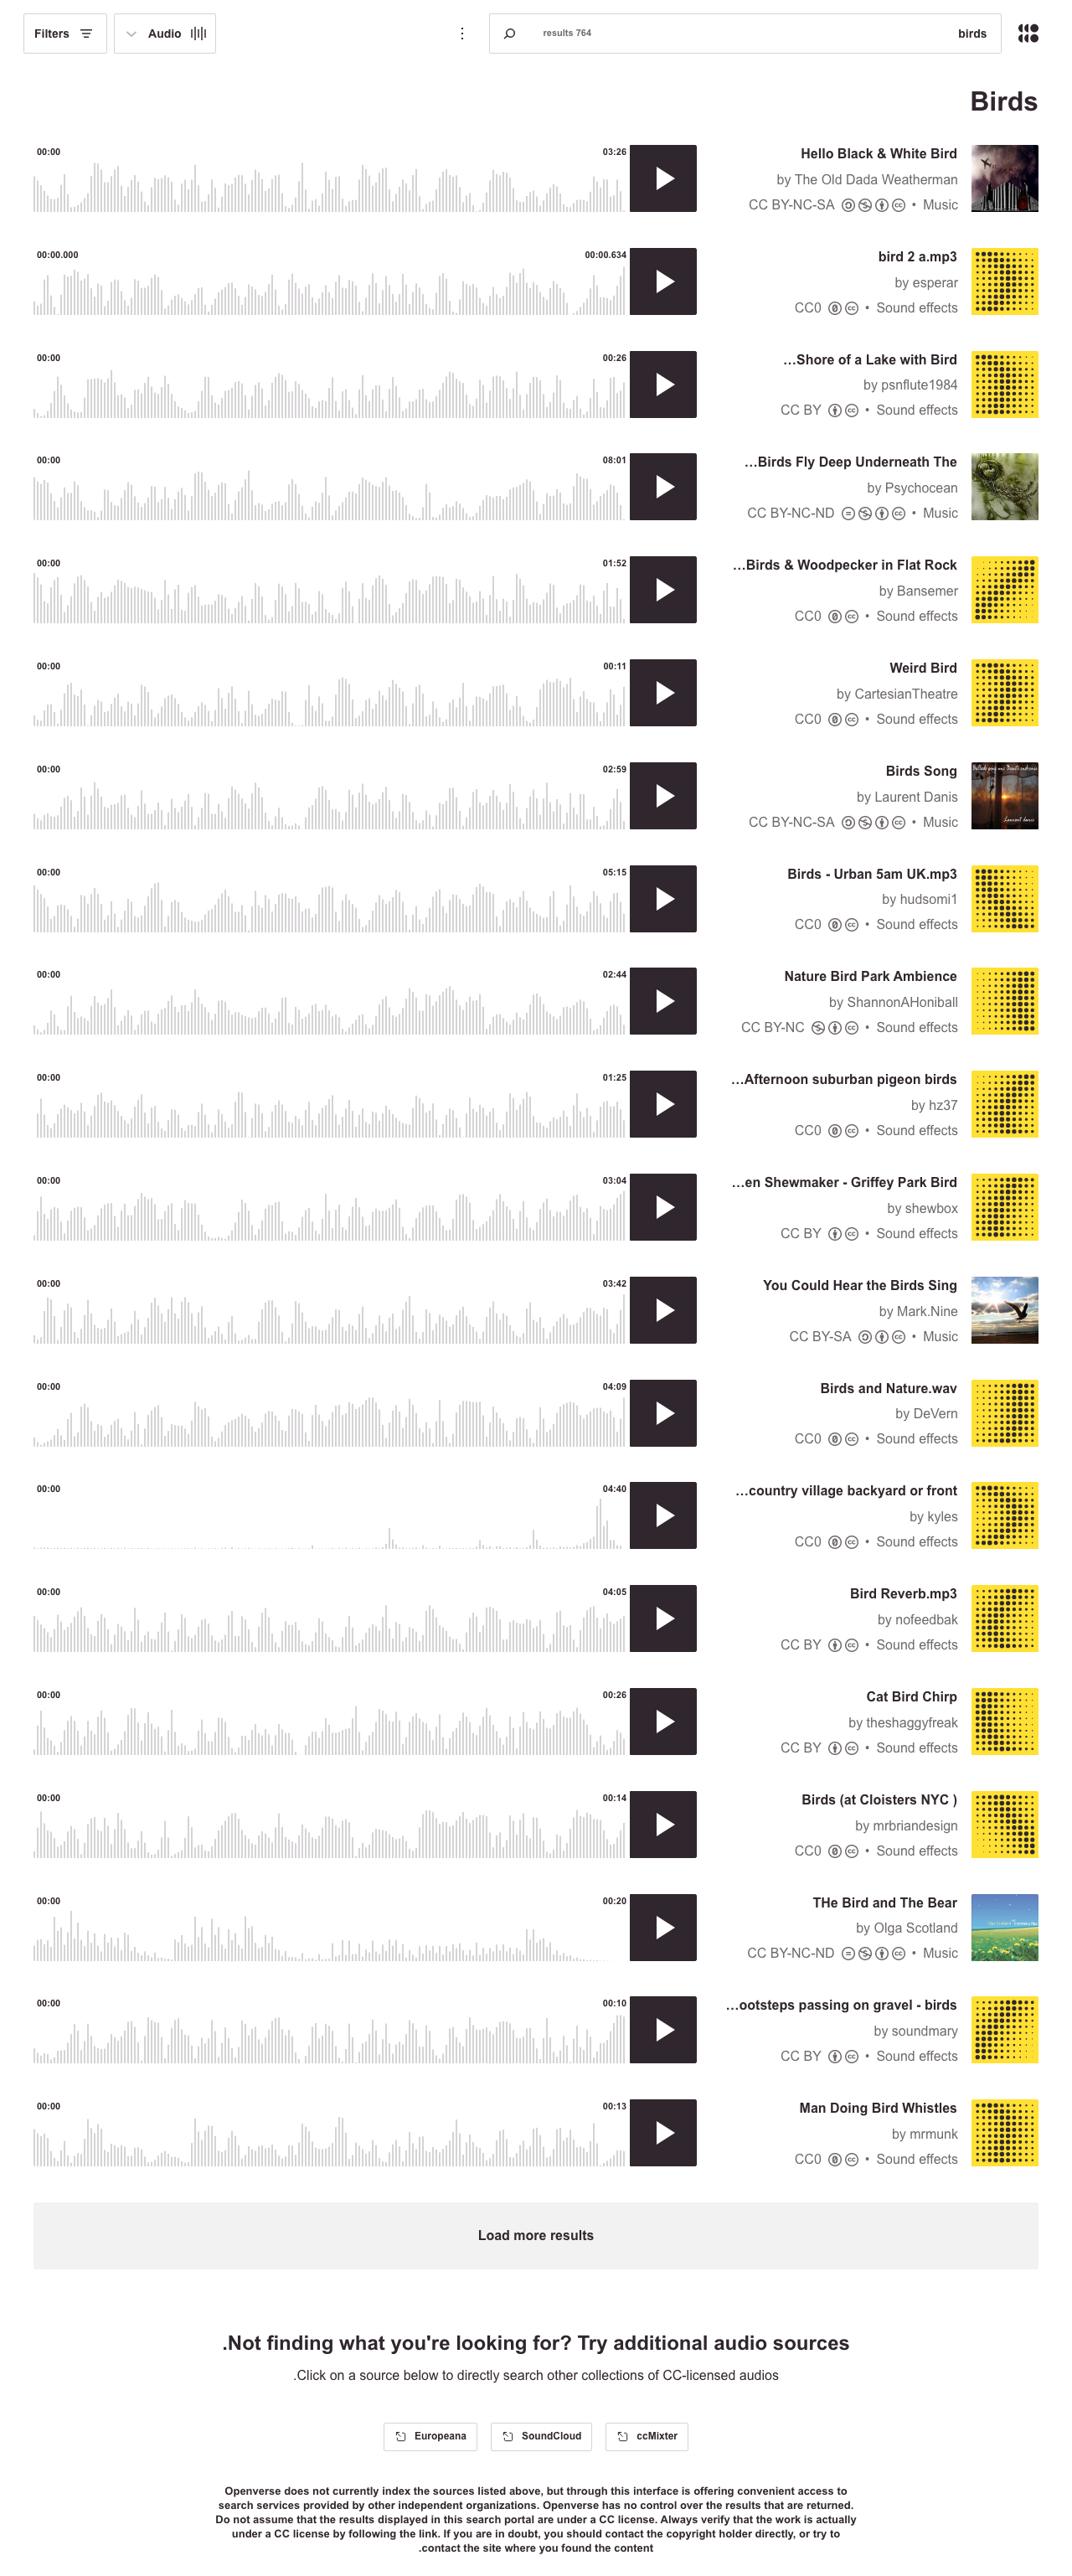 birds
results 764
Audio
Filters
Birds
Hello Black & White Bird
by The Old Dada Weatherman
CC BY-NC-SA • Music
03:26
00:00
bird 2 a.mp3
by esperar
CC0 • Sound effects
00:00.634
00:00.000
…Shore of a Lake with Bird
by psnflute1984
CC BY • Sound effects
00:26
00:00
…Birds Fly Deep Underneath The
by Psychocean
CC BY-NC-ND • Music
08:01
00:00
…Birds & Woodpecker in Flat Rock
by Bansemer
CC0 • Sound effects
01:52
00:00
Weird Bird
by CartesianTheatre
CC0 • Sound effects
00:11
00:00
Birds Song
by Laurent Danis
CC BY-NC-SA • Music
02:59
00:00
Birds - Urban 5am UK.mp3
by hudsomi1
CC0 • Sound effects
05:15
00:00
Nature Bird Park Ambience
by ShannonAHoniball
CC BY-NC • Sound effects
02:44
00:00
…Afternoon suburban pigeon birds
by hz37
CC0 • Sound effects
01:25
00:00
…en Shewmaker - Griffey Park Bird
by shewbox
CC BY • Sound effects
03:04
00:00
You Could Hear the Birds Sing
by Mark.Nine
CC BY-SA • Music
03:42
00:00
Birds and Nature.wav
by DeVern
CC0 • Sound effects
04:09
00:00
…country village backyard or front
by kyles
CC0 • Sound effects
04:40
00:00
Bird Reverb.mp3
by nofeedbak
CC BY • Sound effects
04:05
00:00
Cat Bird Chirp
by theshaggyfreak
CC BY • Sound effects
00:26
00:00
Birds (at Cloisters NYC )
by mrbriandesign
CC0 • Sound effects
00:14
00:00
THe Bird and The Bear
by Olga Scotland
CC BY-NC-ND • Music
00:20
00:00
…ootsteps passing on gravel - birds
by soundmary
CC BY • Sound effects
00:10
00:00
Man Doing Bird Whistles
by mrmunk
CC0 • Sound effects
00:13
00:00
Load more results
.Not finding what you're looking for? Try additional audio sources
.Click on a source below to directly search other collections of CC-licensed audios
Europeana
SoundCloud
ccMixter
Openverse does not currently index the sources listed above, but through this interface is offering convenient access to
search services provided by other independent organizations. Openverse has no control over the results that are returned.
Do not assume that the results displayed in this search portal are under a CC license. Always verify that the work is actually
under a CC license by following the link. If you are in doubt, you should contact the copyright holder directly, or try to
.contact the site where you found the content